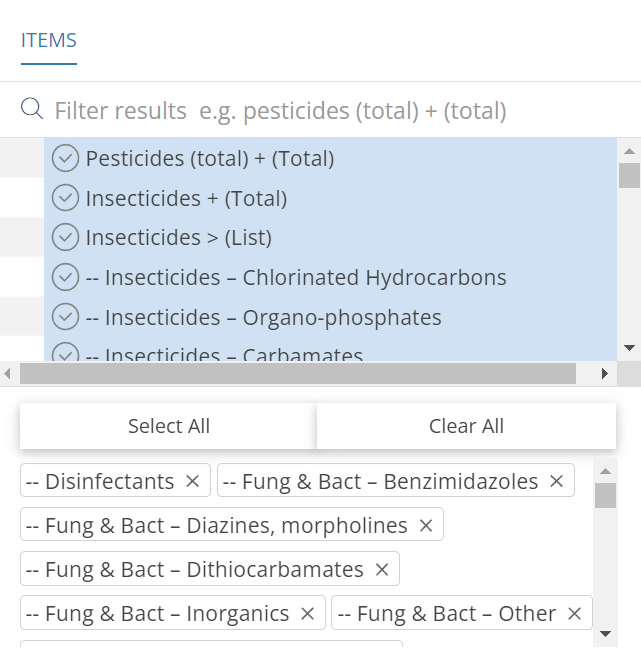 ITEMS
Filter results e.g. pesticides (total) + (total)
Pesticides (total) + (Total)
Insecticides + (Total)
Insecticides > (List)
-- Insecticides – Chlorinated Hydrocarbons
-- Insecticides – Organo-phosphates
-- Insecticides – Carbamates
Select All Clear All
-- Disinfectants × -- Fung & Bact – Benzimidazoles ×
-- Fung & Bact – Diazines, morpholines ×
-- Fung & Bact – Dithiocarbamates ×
-- Fung & Bact – Inorganics × -- Fung & Bact – Other ×